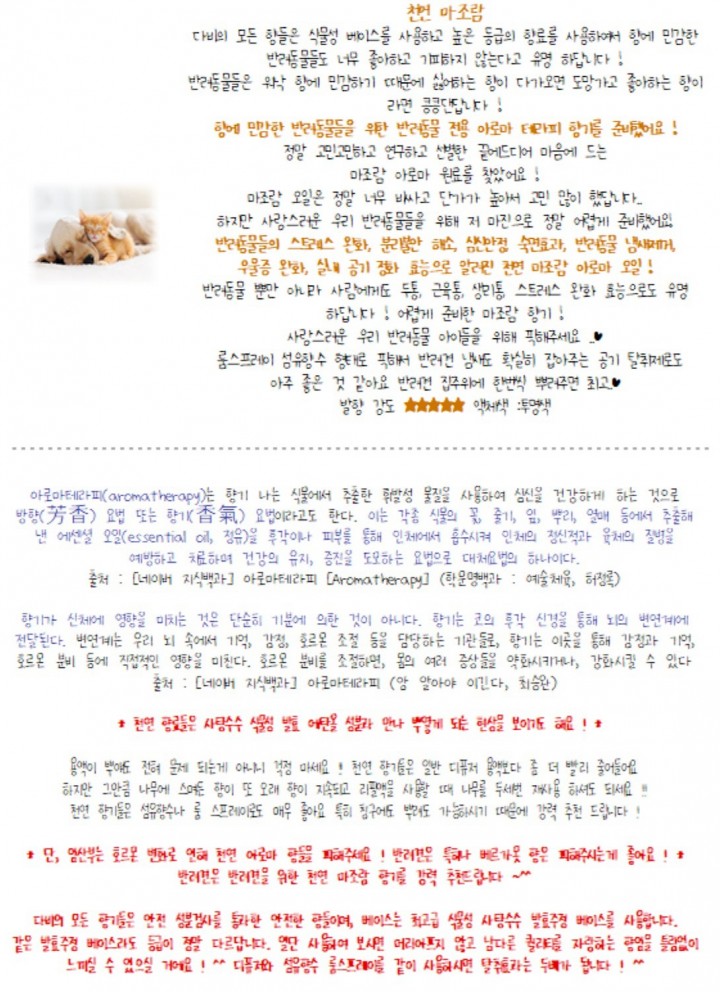 천연 마조람
다비의 모든 향들은 식물성 베이스를 사용하고 높은 등급의 향료를 사용하여서 향에 민감한
반려동물들도 너무 좋아하고 기피하지 않는다고 유명 하답니다 !
반려동물들은 워낙 향에 민감하기 때문에 싫어하는 향이 다가오면 도망가고 좋아하는 향이
라면 킁킁댄답니다 !
향에 민감한 반려동물들을 위한 반려동물 전용 아로마 테라피 향기를 준비했어요 !
정말 고민고민하고 연구하고 선별한 끝에드디어 마음에 드는
마조람 아로마 원료를 찾았어요 !
마조람 오일은 정말 너무 비싸고 단가가 높아서 고민 많이 했답니다..
하지만 사랑스러운 우리 반려동물들을 위해 저 마진으로 정말 어렵게 준비했어요
반려동물들의 스트레스 완화, 분리불안 해소, 심신안정 숙면효과, 반려동물 냄새제거,
우울증 완화, 실내 공기 정화 효능으로 알려진 천연 마조람 아로마 오일 !
반려동물 뿐만 아니라 사람에게도 두통, 근육통, 생리통, 스트레스 완화 효능으로도 유명
하답니다 ! 어렵게 준비한 마조람 향기 !
사랑스러운 우리 반려동물 아이들을 위해 픽해주세요 ..♥
룸스프레이 섬유향수 형태로 픽해서 반려견 냄새도 확실히 잡아주는 공기 탈취제로도
아주 좋은 것 같아요 반려견 집주위에 한번씩 뿌려주면 최고..♥
발향 강도 ★★★★★ 액체색 :투명색
아로마테라피(aromatherapy)는 향기 나는 식물에서 추출한 휘발성 물질을 사용하여 심신을 건강하게 하는 것으로
방향(芳香) 요법 또는 향기(香氣) 요법이라고도 한다. 이는 각종 식물의 꽃, 줄기, 잎, 뿌리, 열매 등에서 추출해
낸 에센셜 오일(essential oil, 정유)을 후각이나 피부를 통해 인체에서 흡수시켜 인체의 정신적과 육체의 질병을
예방하고 치료하며 건강의 유지, 증진을 도모하는 요법으로 대체요법의 하나이다.
출처 : [네이버 지식백과] 아로마테라피 [Aromatherapy] (학문명백과 : 예술체육, 허정록)
향기가 신체에 영향을 미치는 것은 단순히 기분에 의한 것이 아니다. 향기는 코의 후각 신경을 통해 뇌의 변연계에
전달된다. 변연계는 우리 뇌 속에서 기억, 감정, 호르몬 조절 등을 담당하는 기관들로, 향기는 이곳을 통해 감정과 기억,
호르몬 분비 등에 직접적인 영향을 미친다. 호르몬 분비를 조절하면, 몸의 여러 증상들을 약화시키거나, 강화시킬 수 있다
출처 : [네이버 지식백과] 아로마테라피 (암 알아야 이긴다, 최승완)
* 천연 향료들은 사탕수수 식물성 발효 에탄올 성분과 만나 뿌옇게 되는 현상을 보이기도 해요 ! *
용액이 뿌애도 전혀 문제 되는게 아니니 걱정 마세요 !! 천연 향기들은 일반 디퓨저 용액보다 좀 더 빨리 줄어들어요
하지만 그만큼 나무에 스며든 향이 또 오래 향이 지속되고 리필액을 사용할 때 나무를 두세번 재사용 하셔도 되세요 !!
천연 향기들은 섬유향수나 룸 스프레이로도 매우 좋아요 특히 침구에도 뿌려도 가능하시기 때문에 강력 추천 드립니다 !
* 단, 임산부는 호르몬 변화로 인해 천연 아로마 향들을 피해주세요 ! 반려견은 특히나 베르가못 향은 피해주시는게 좋아요 ! *
반려견은 반려견을 위한 천연 마조람 향기를 강력 추천드립니다 ~^^
다비의 모든 향기들은 안전 성분검사를 통과한 안전한 향들이며, 베이스는 최고급 식물성 사탕수수 발효주정 베이스를 사용합니다.
같은 발효주정 베이스라도 등급이 정말 다르답니다. 일단 사용하여 보시면 머리아프지 않고 남다른 퀄리티를 자랑하는 향임을 틀림없이
느끼실 수 있으실 거에요 ! ^^ 디퓨저와 섬유향수 룸스프레이를 같이 사용하시면 탈취효과는 두배가 됩니다 ! ^^